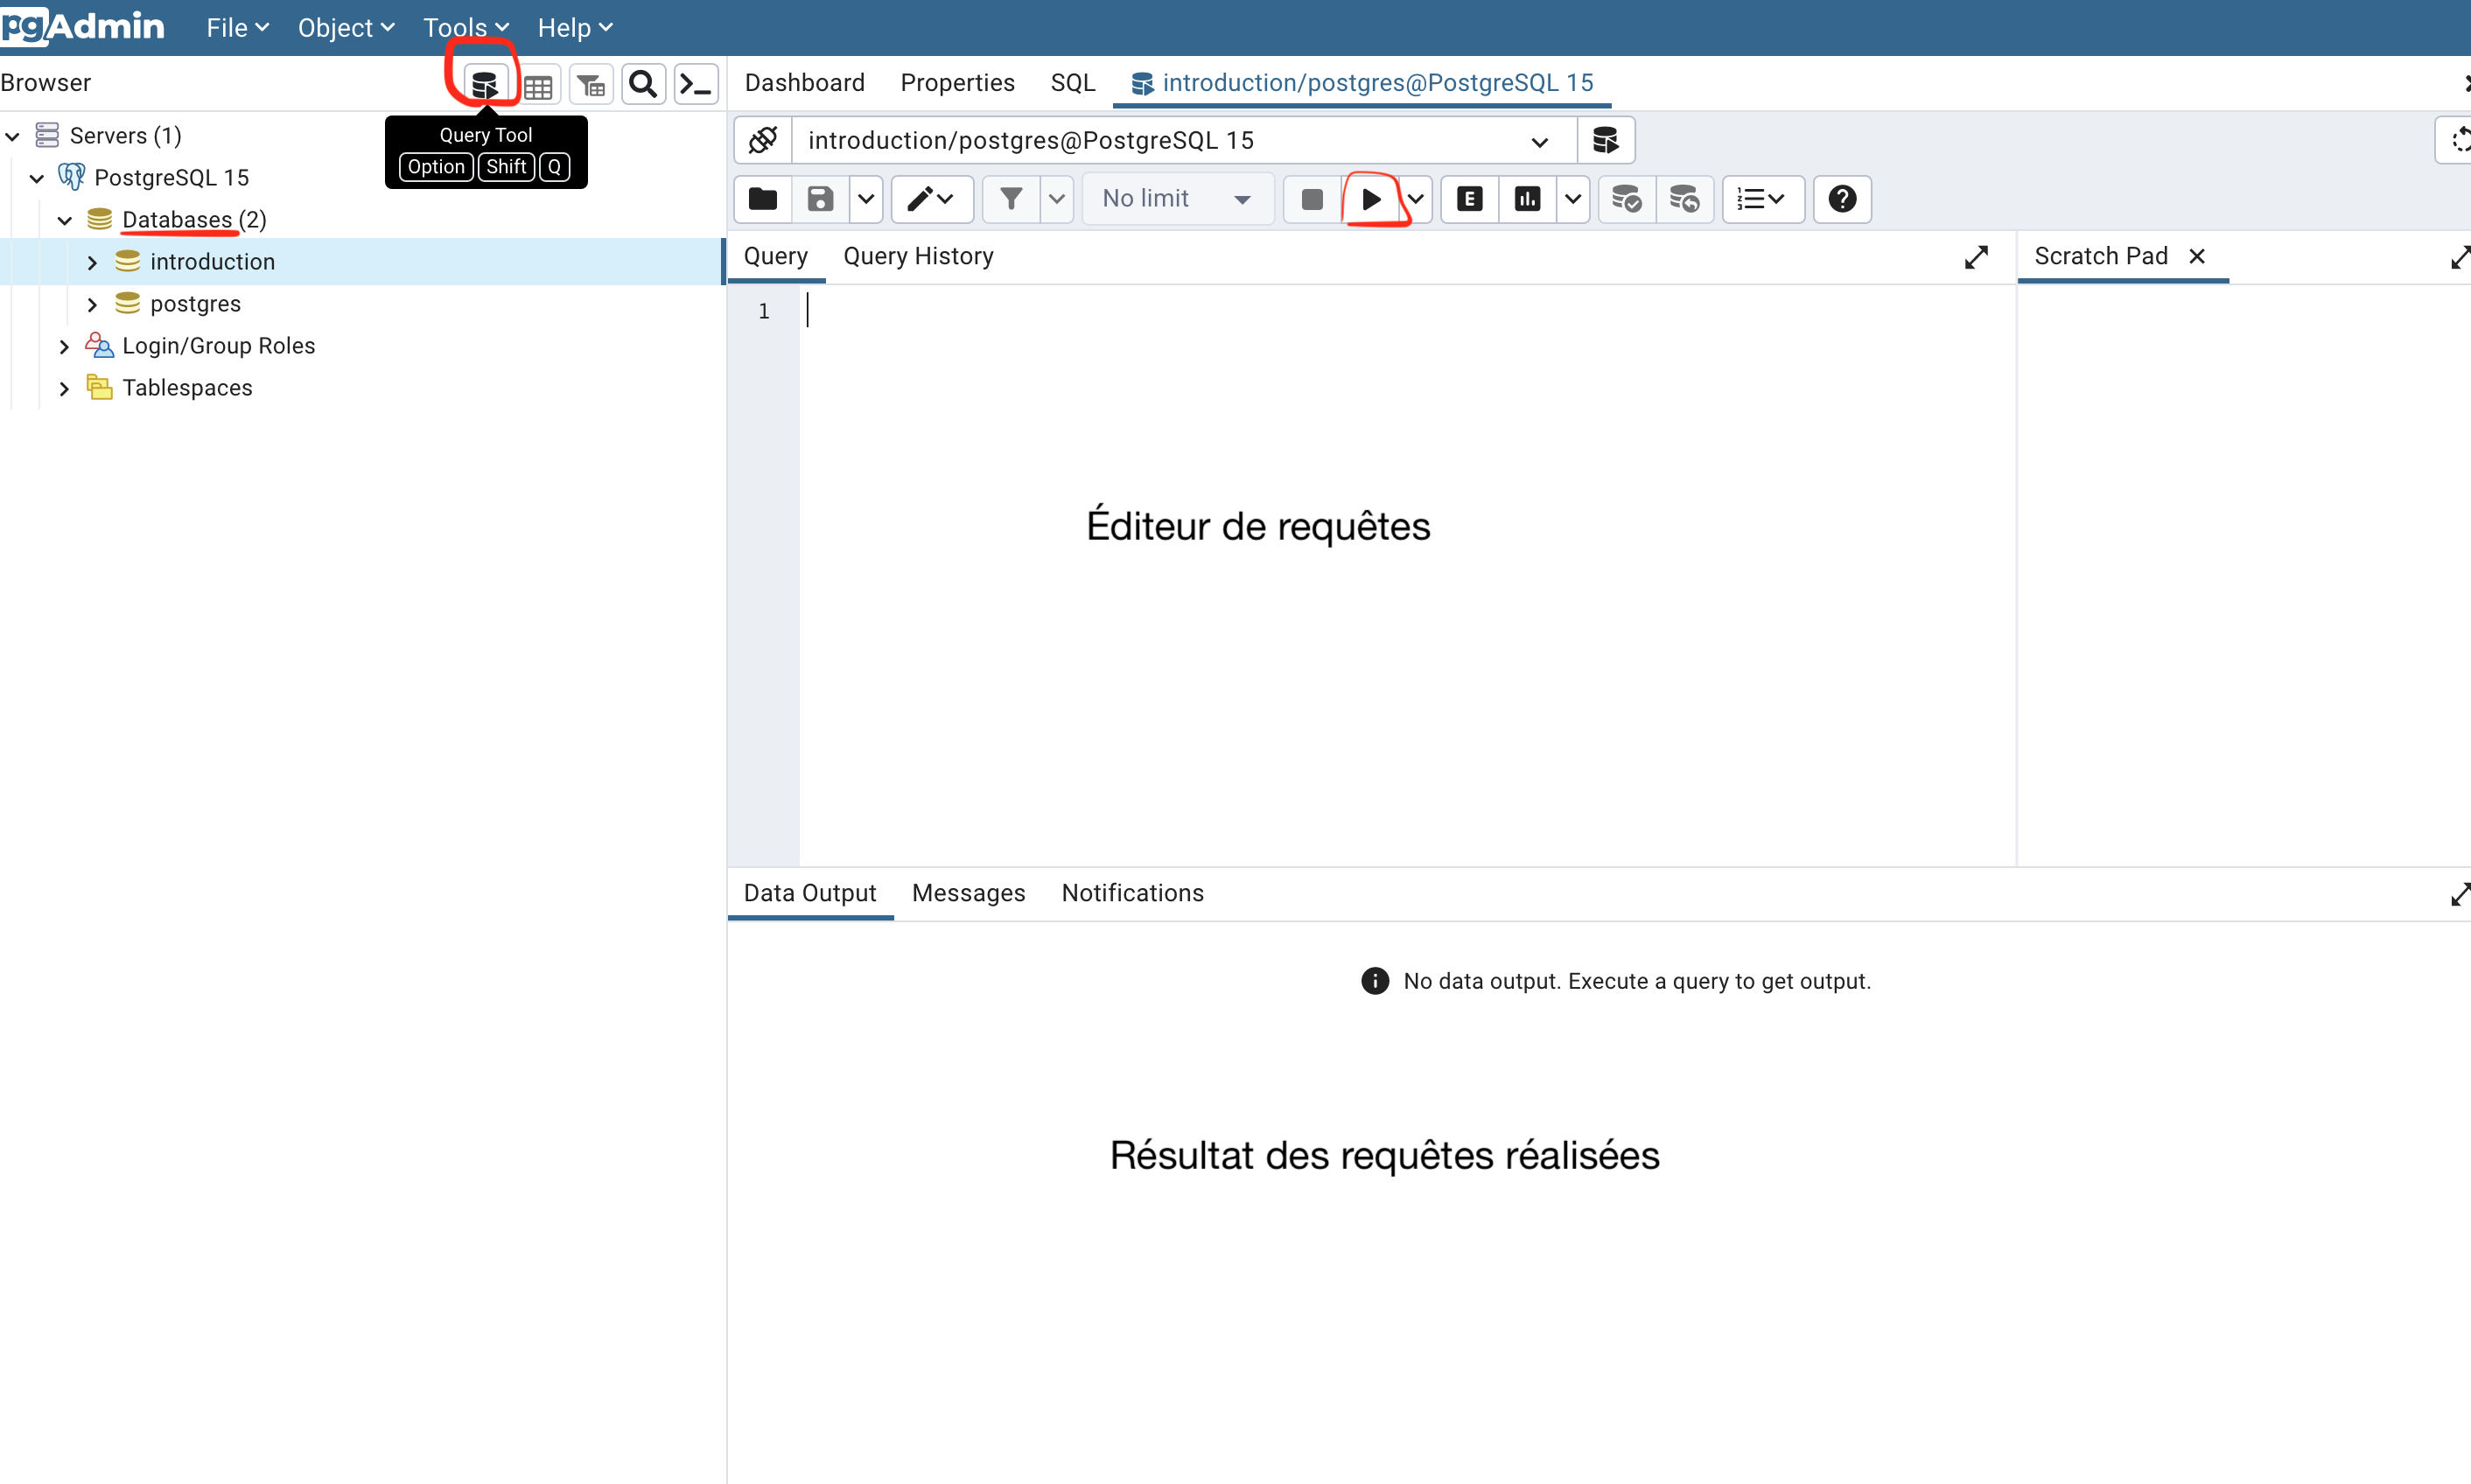 pgAdmin File Object Tools Help
Browser
Dashboard Properties SQL introduction/postgres@PostgreSQL 15
Servers (1)
Query Tool
Option Shift Q
PostgreSQL 15
Databases (2)
introduction
postgres
Login/Group Roles
Tablespaces
introduction/postgres@PostgreSQL 15
No limit
E
Query Query History
Scratch Pad
1
Éditeur de requêtes
Data Output Messages Notifications
No data output. Execute a query to get output.
Résultat des requêtes réalisées